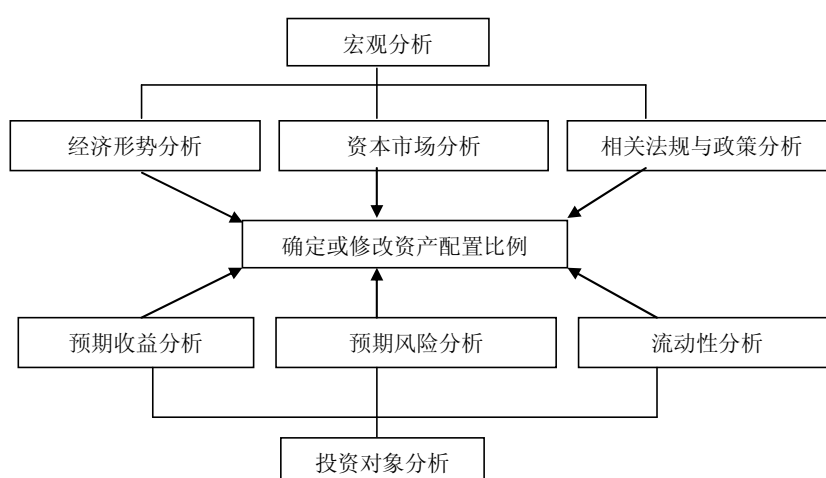 宏观分析
经济形势分析
资本市场分析
相关法规与政策分析
确定或修改资产配置比例
预期收益分析
预期风险分析
流动性分析
投资对象分析